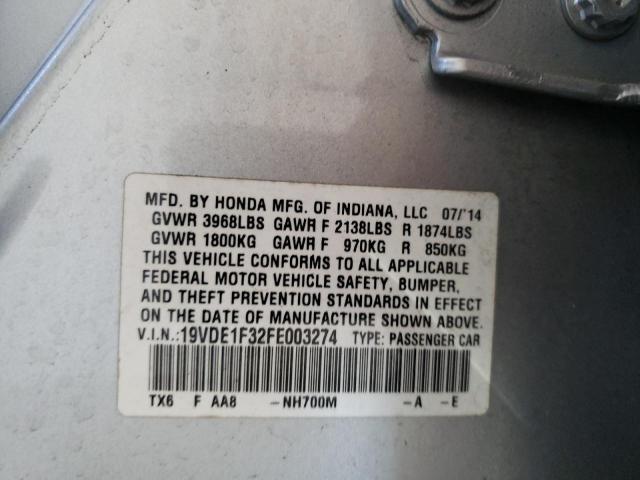 MFD. BY HONDA MFG. OF INDIANA, LLC 07/'14
GVWR 3968LBS GAWR F 2138LBS R 1874LBS
GVWR 1800KG GAWR F 970KG R 850KG
THIS VEHICLE CONFORMS TO ALL APPLICABLE
FEDERAL MOTOR VEHICLE SAFETY, BUMPER,
AND THEFT PREVENTION STANDARDS IN EFFECT
ON THE DATE OF MANUFACTURE SHOWN ABOVE.
V.I.N.:19VDE1F32FE003274 TYPE: PASSENGER CAR
TX6 F AA8 -NH700M -A -E